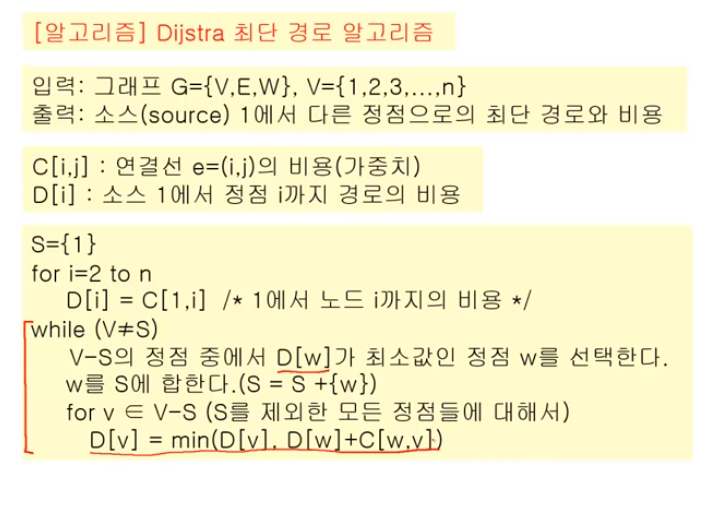 [알고리즘] Dijstra 최단 경로 알고리즘
입력: 그래프 G={V,E,W}, V={1,2,3,...,n}
출력: 소스(source) 1에서 다른 정점으로의 최단 경로와 비용
C[i,j] : 연결선 e=(i,j)의 비용(가중치)
D[i] : 소스 1에서 정점 i까지 경로의 비용
S={1}
for i=2 to n
D[i] = C[1,i] /* 1에서 노드 i까지의 비용 */
while (V≠S)
V-S의 정점 중에서 D[w]가 최소값인 정점 w를 선택한다.
w를 S에 합한다.(S = S +{w})
for v ∈ V-S (S를 제외한 모든 정점들에 대해서)
D[v] = min(D[v], D[w]+C[w,v])